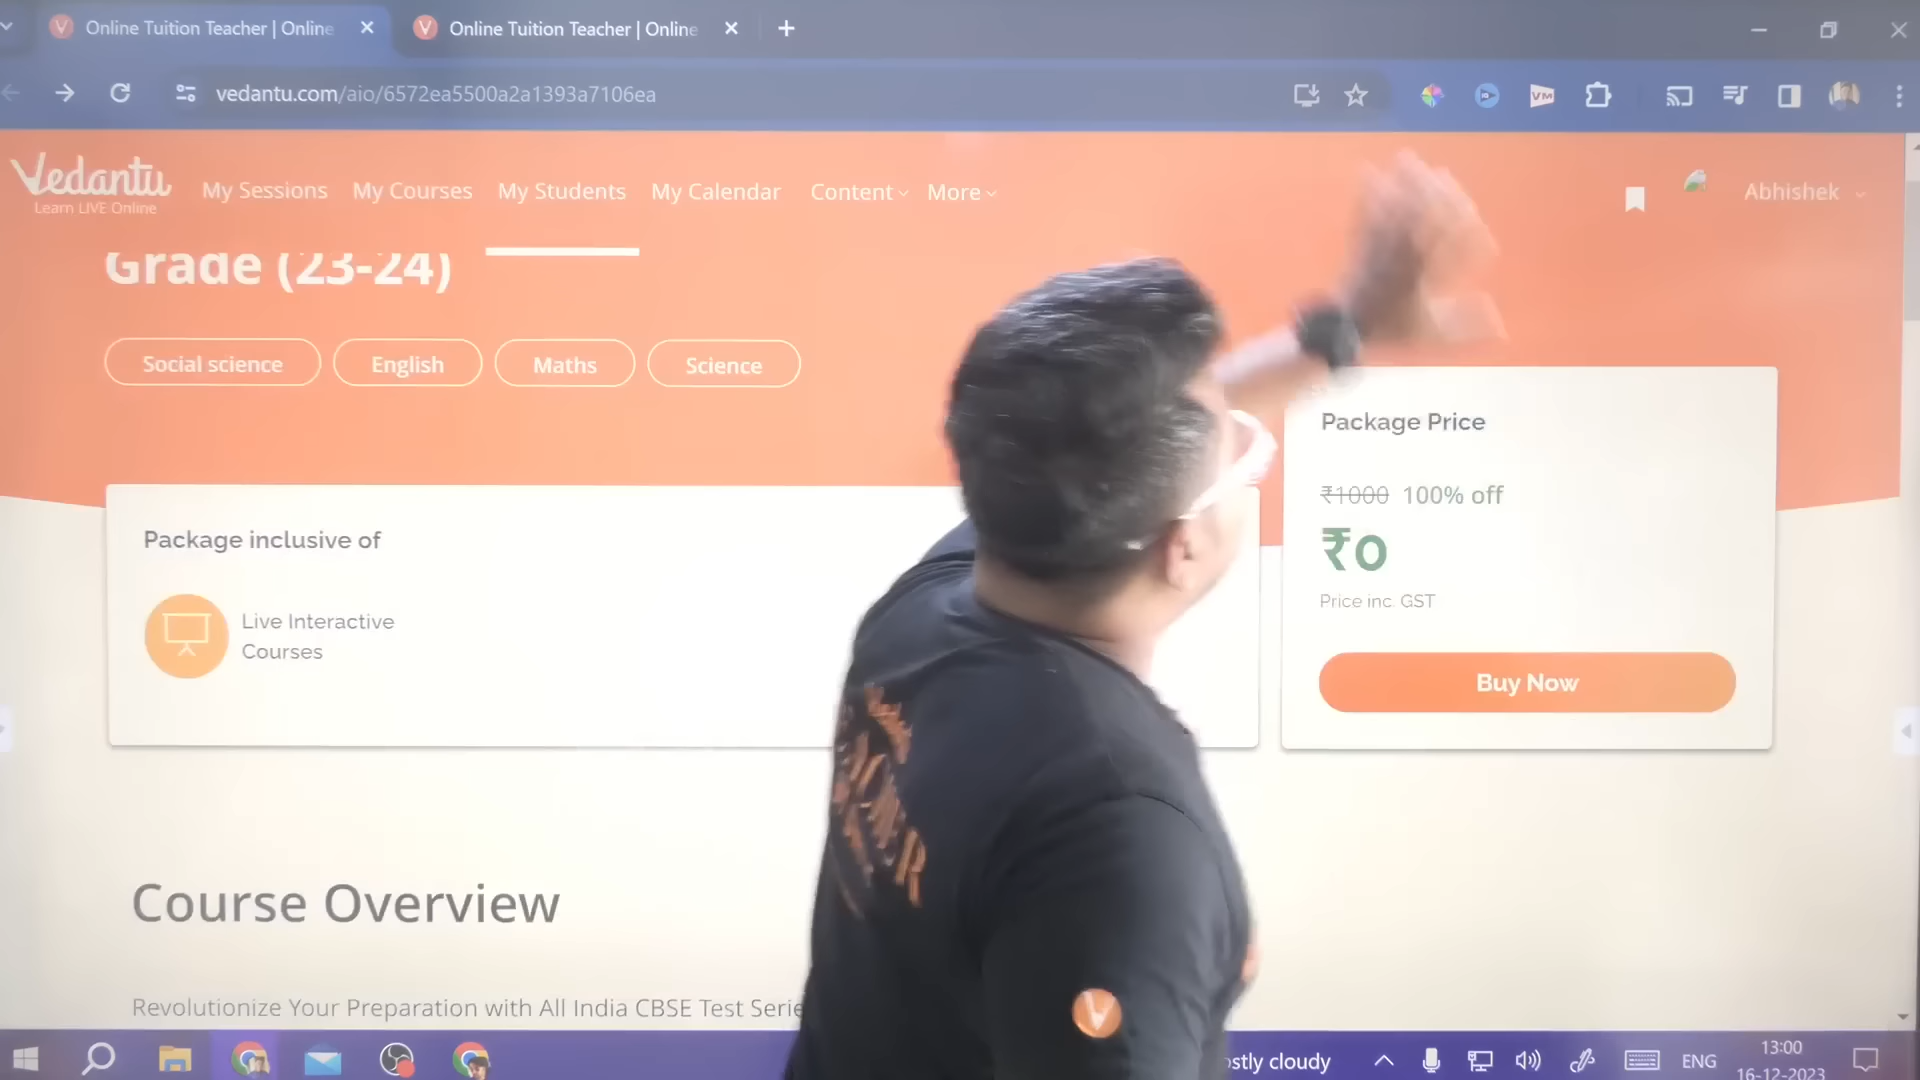 Online Tuition Teacher | Online
Online Tuition Teacher | Online
vedantu.com/aio/6572ea5500a2a1393a7106ea
VM
Vedantu
Learn LIVE Online
My Sessions
My Courses
My Students
My Calendar
Content
More
Abhishek
Grade (23-24)
Social science
English
Maths
Science
Package Price
₹1000 100% off
₹0
Price inc. GST
Buy Now
Package inclusive of
Live Interactive
Courses
Course Overview
Revolutionize Your Preparation with All India CBSE Test Serie
V
ostly cloudy
ENG
13:00
16-12-2023